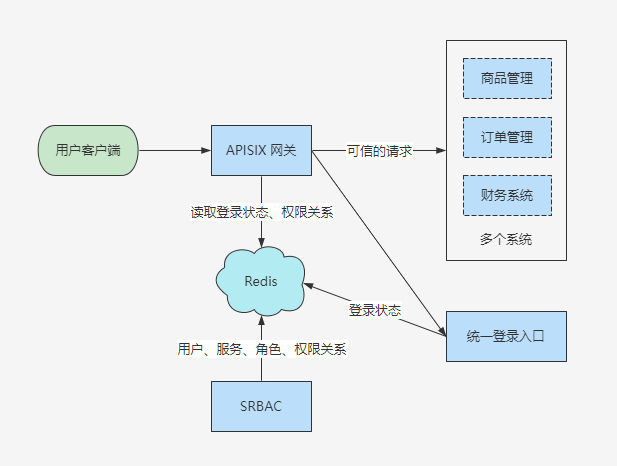 商品管理
订单管理
用户客户端
APISIX 网关
可信的请求
财务系统
读取登录状态、权限关系
多个系统
Redis
登录状态
统一登录入口
用户、服务、角色、权限关系
SRBAC